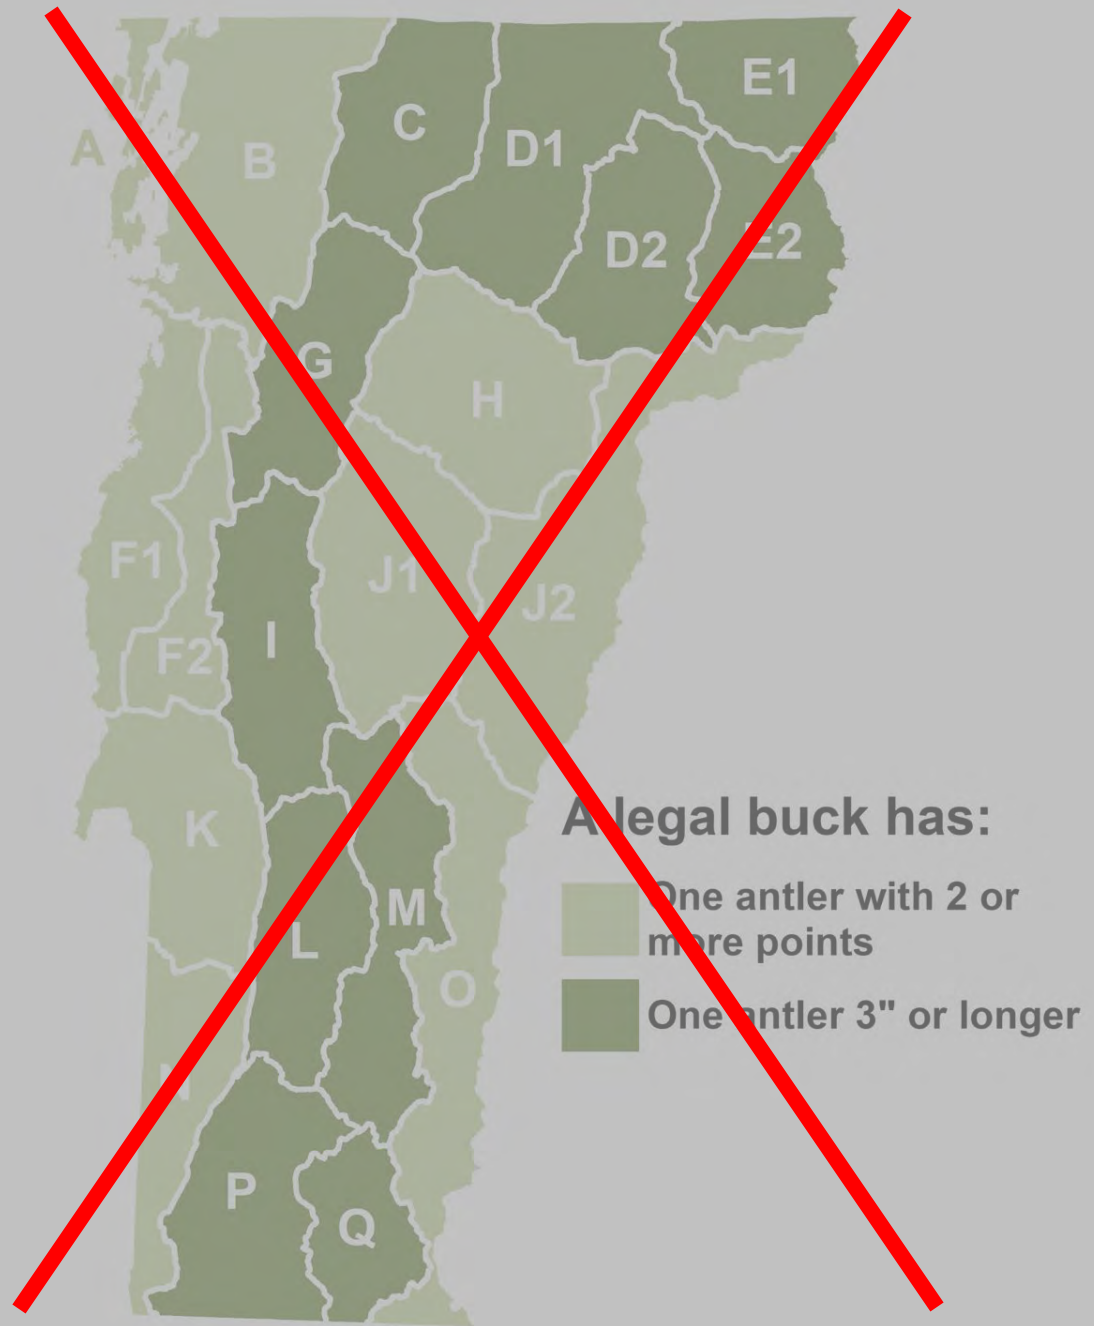 E1
C
D1
A
B
E2
D2
G
H
F1
J1
J2
I
F2
A legal buck has:
K
One antler with 2 or
more points
M
L
O
One antler 3" or longer
N
P
Q